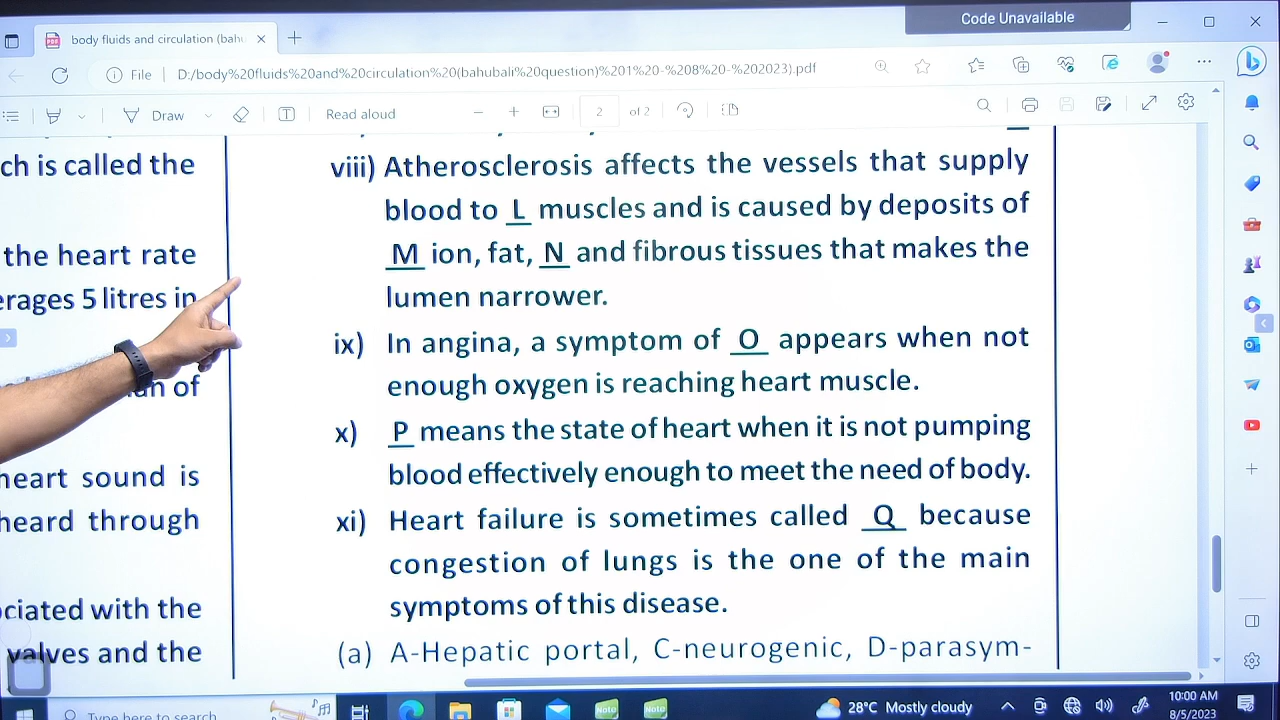 Code Unavailable
body fluids and circulation (bahu
File D:/body%20fluids%20and%20circulation%20(bahubali%20question)%201%20-%208%20-%202023).pdf
Draw Read aloud 2 of 2
ch is called the
the heart rate
erages 5 litres in
an of
heart sound is
heard through
ciated with the
valves and the
viii) Atherosclerosis affects the vessels that supply
blood to L muscles and is caused by deposits of
M ion, fat, N and fibrous tissues that makes the
lumen narrower.
ix) In angina, a symptom of O appears when not
enough oxygen is reaching heart muscle.
x) P means the state of heart when it is not pumping
blood effectively enough to meet the need of body.
xi) Heart failure is sometimes called Q because
congestion of lungs is the one of the main
symptoms of this disease.
(a) A-Hepatic portal, C-neurogenic, D-parasym-
Type here to search
Noto Noto
28°C Mostly cloudy
10:00 AM
8/5/2023